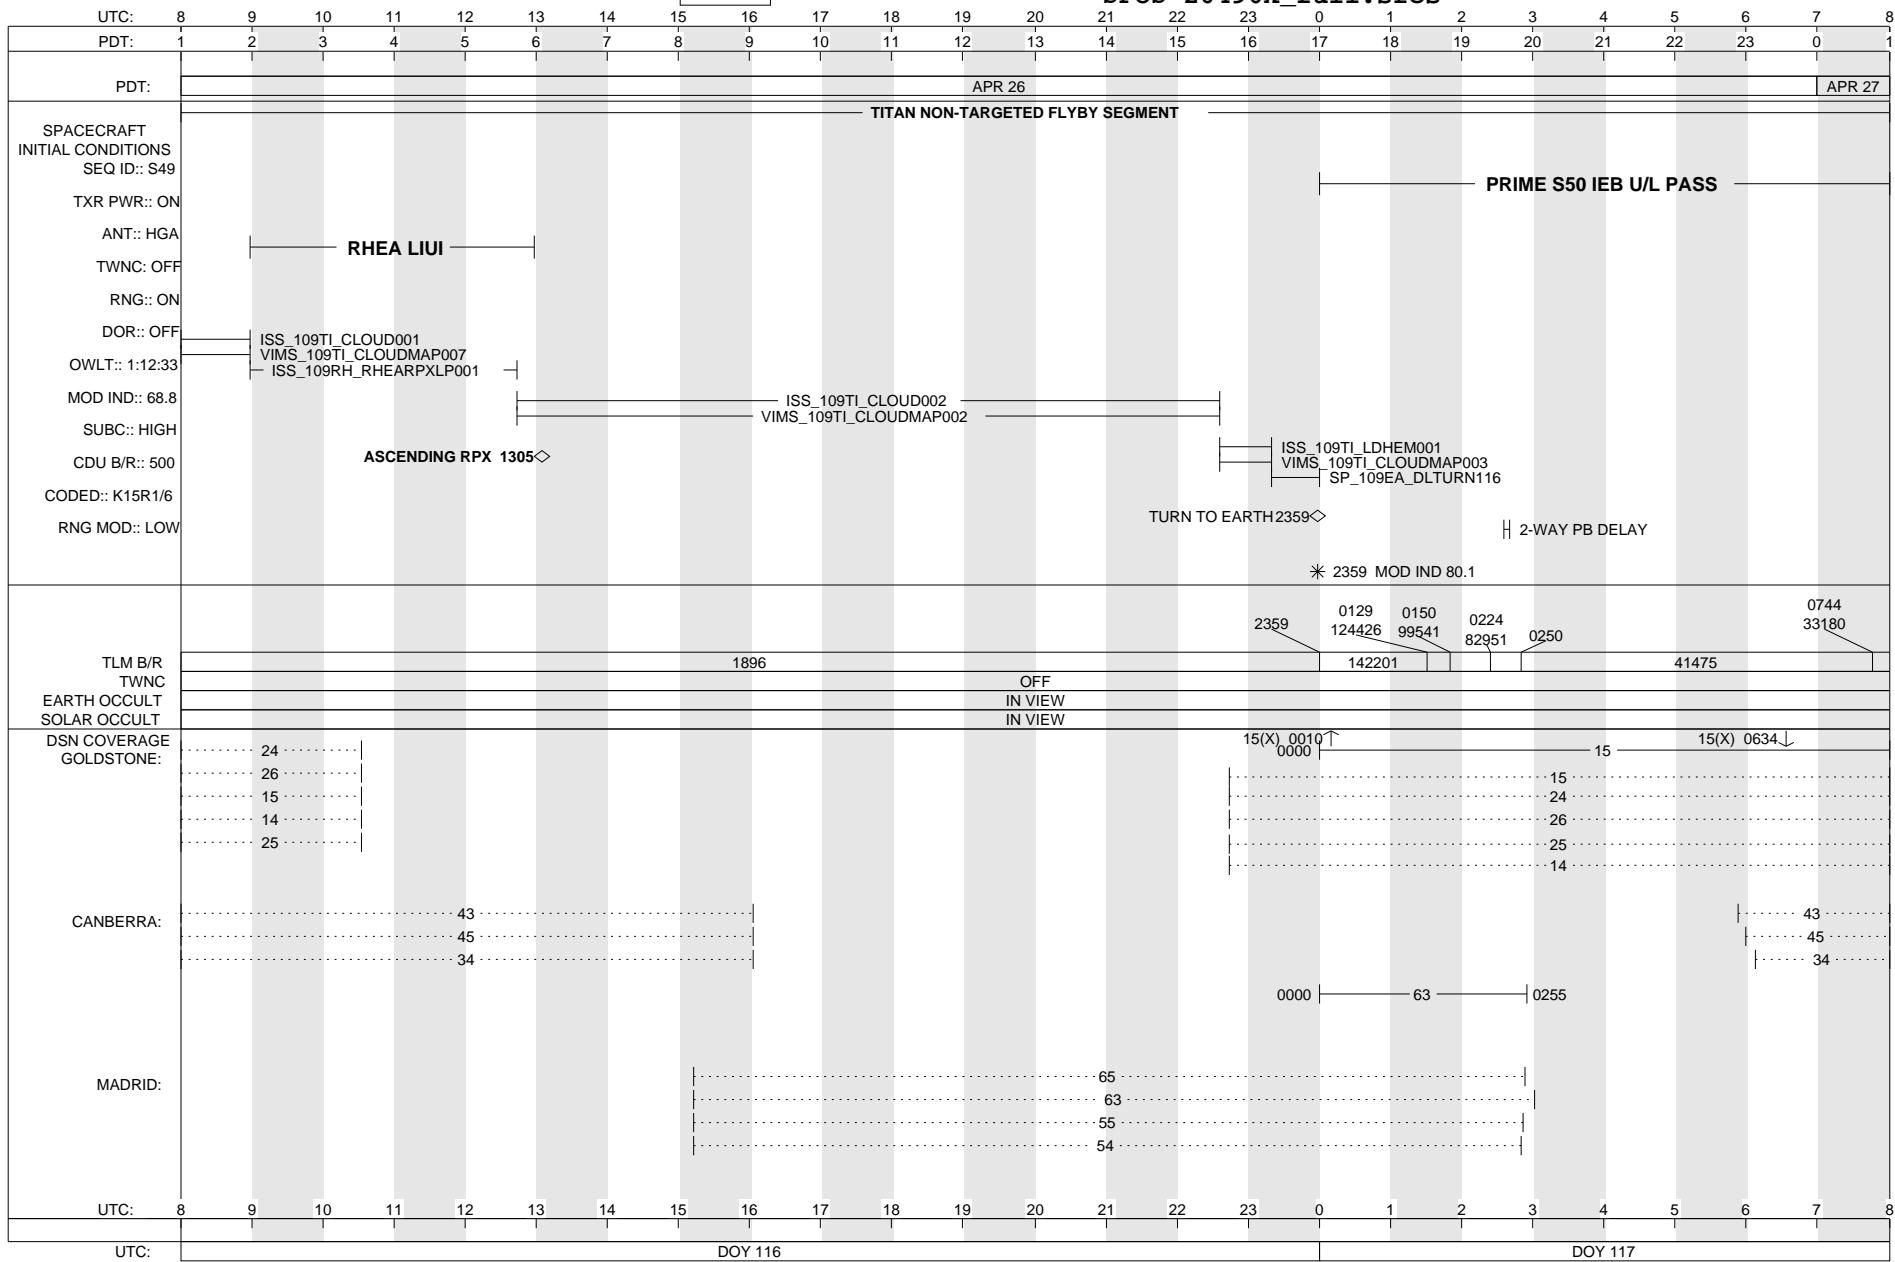 UTC: 8 9 10 11 12 13 14 15 16 17 18 19 20 21 22 23 0 1 2 3 4 5 6 7 8
PDT: 1 2 3 4 5 6 7 8 9 10 11 12 13 14 15 16 17 18 19 20 21 22 23 0 1
PDT: APR 26 APR 27
TITAN NON-TARGETED FLYBY SEGMENT
SPACECRAFT
INITIAL CONDITIONS
SEQ ID:: S49
PRIME S50 IEB U/L PASS
TXR PWR:: ON
ANT:: HGA
RHEA LIUI
TWNC: OFF
RNG:: ON
DOR:: OFF
ISS_109TI_CLOUD001
VIMS_109TI_CLOUDMAP007
OWLT:: 1:12:33
ISS_109RH_RHEARPXLP001
MOD IND:: 68.8
ISS_109TI_CLOUD002
VIMS_109TI_CLOUDMAP002
SUBC:: HIGH
ISS_109TI_LDHEM001
ASCENDING RPX 1305
CDU B/R:: 500
VIMS_109TI_CLOUDMAP003
SP_109EA_DLTURN116
CODED:: K15R1/6
TURN TO EARTH 2359
RNG MOD:: LOW
2-WAY PB DELAY
2359 MOD IND 80.1
2359
0129
124426
0150
99541
0224
82951
0250
0744
33180
TLM B/R 1896 142201 41475
TWNC OFF
EARTH OCCULT IN VIEW
SOLAR OCCULT IN VIEW
DSN COVERAGE
15(X) 0010 15(X) 0634
GOLDSTONE: 24 0000 15
26 15
15 24
14 26
25 25
14
CANBERRA: 43 43
45 45
34 34
0000 63 0255
MADRID: 65
63
55
54
UTC: 8 9 10 11 12 13 14 15 16 17 18 19 20 21 22 23 0 1 2 3 4 5 6 7 8
UTC: DOY 116 DOY 117